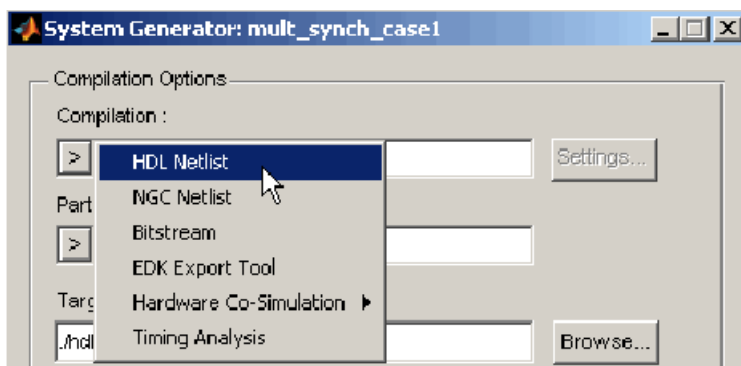 System Generator: mult_synch_case1
Compilation Options
Compilation :
> HDL Netlist Settings...
Part NGC Netlist
> Bitstream
EDK Export Tool
Targ Hardware Co-Simulation
./hdl Timing Analysis Browse...